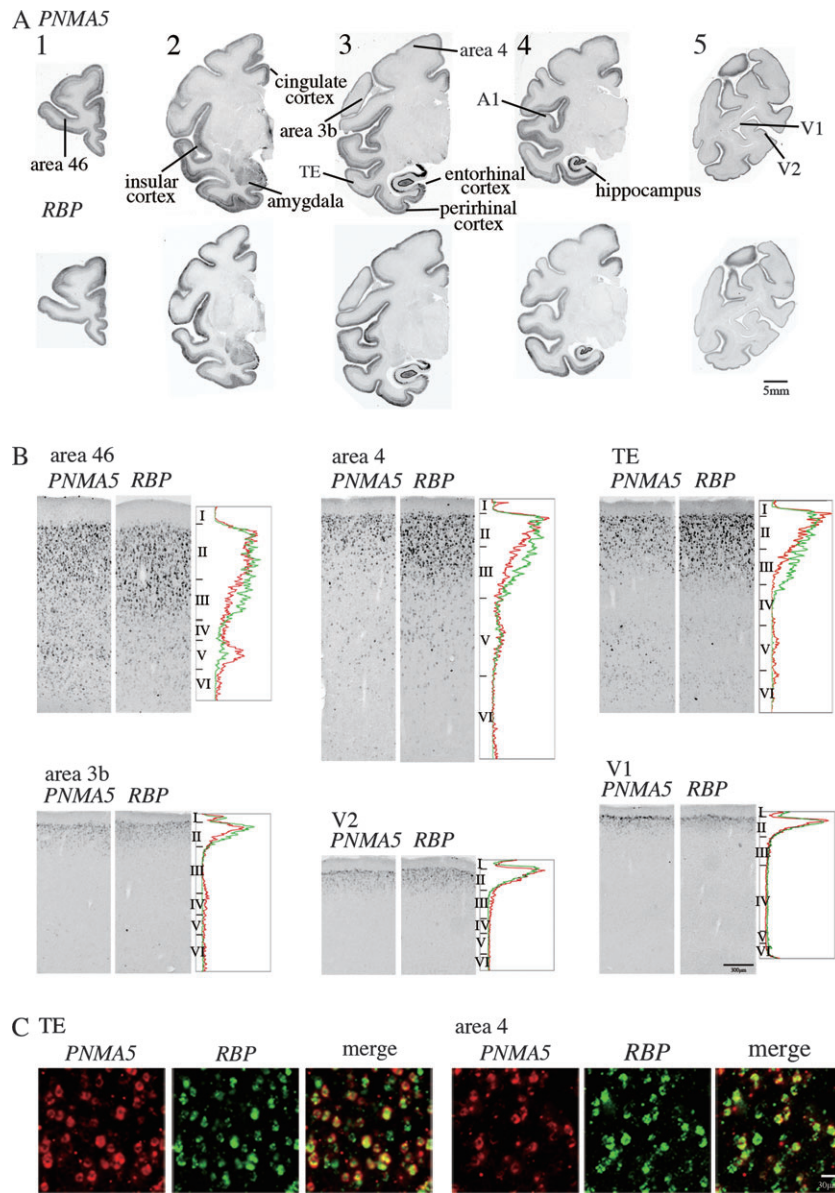 A PNMA5
1 2 3 4 5
area 4
cingulate
cortex
A1
area 3b
V1
area 46
V2
insular
cortex
TE
entorhinal
cortex
amygdala
hippocampus
perirhinal
cortex
RBP
5mm
B area 46 area 4 TE
PNMA5 RBP PNMA5 RBP PNMA5 RBP
I II III IV V VI
I II III V VI
I II III IV V VI
area 3b V2 V1
PNMA5 RBP PNMA5 RBP PNMA5 RBP
I II III IV V VI
I II III IV V VI
I II III IV V VI
C TE area 4
PNMA5 RBP merge PNMA5 RBP merge